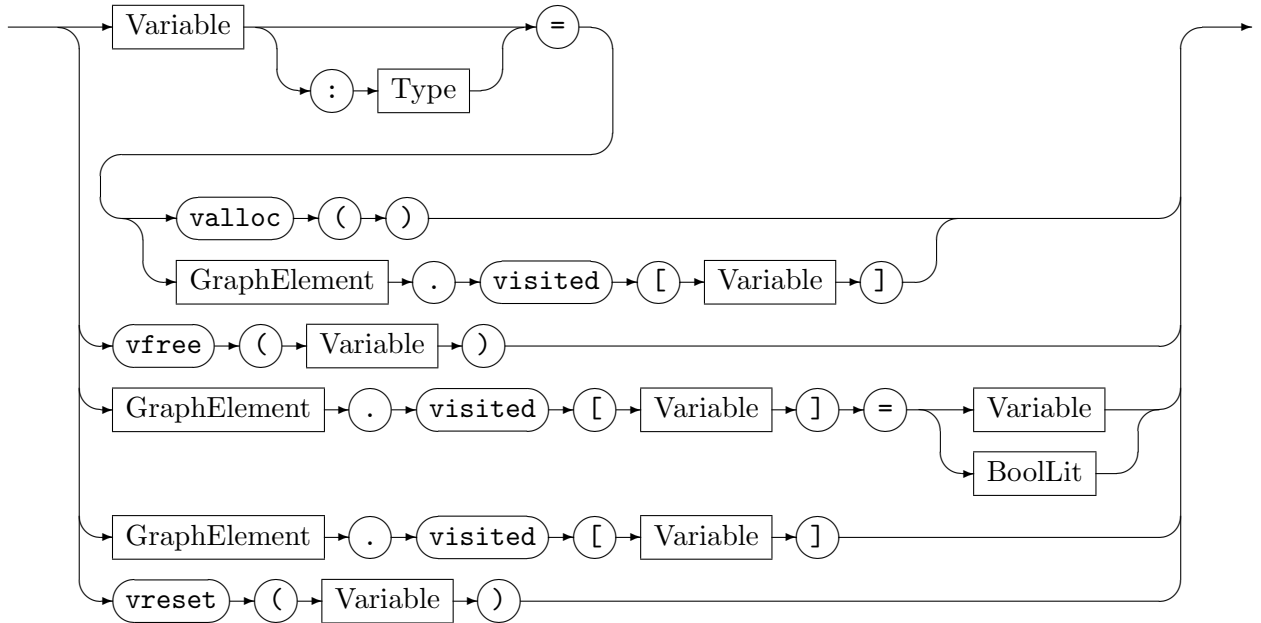 Variable =
: Type
valloc ( )
GraphElement . visited [ Variable ]
vfree ( Variable )
GraphElement . visited [ Variable ] = Variable
BoolLit
GraphElement . visited [ Variable ]
vreset ( Variable )